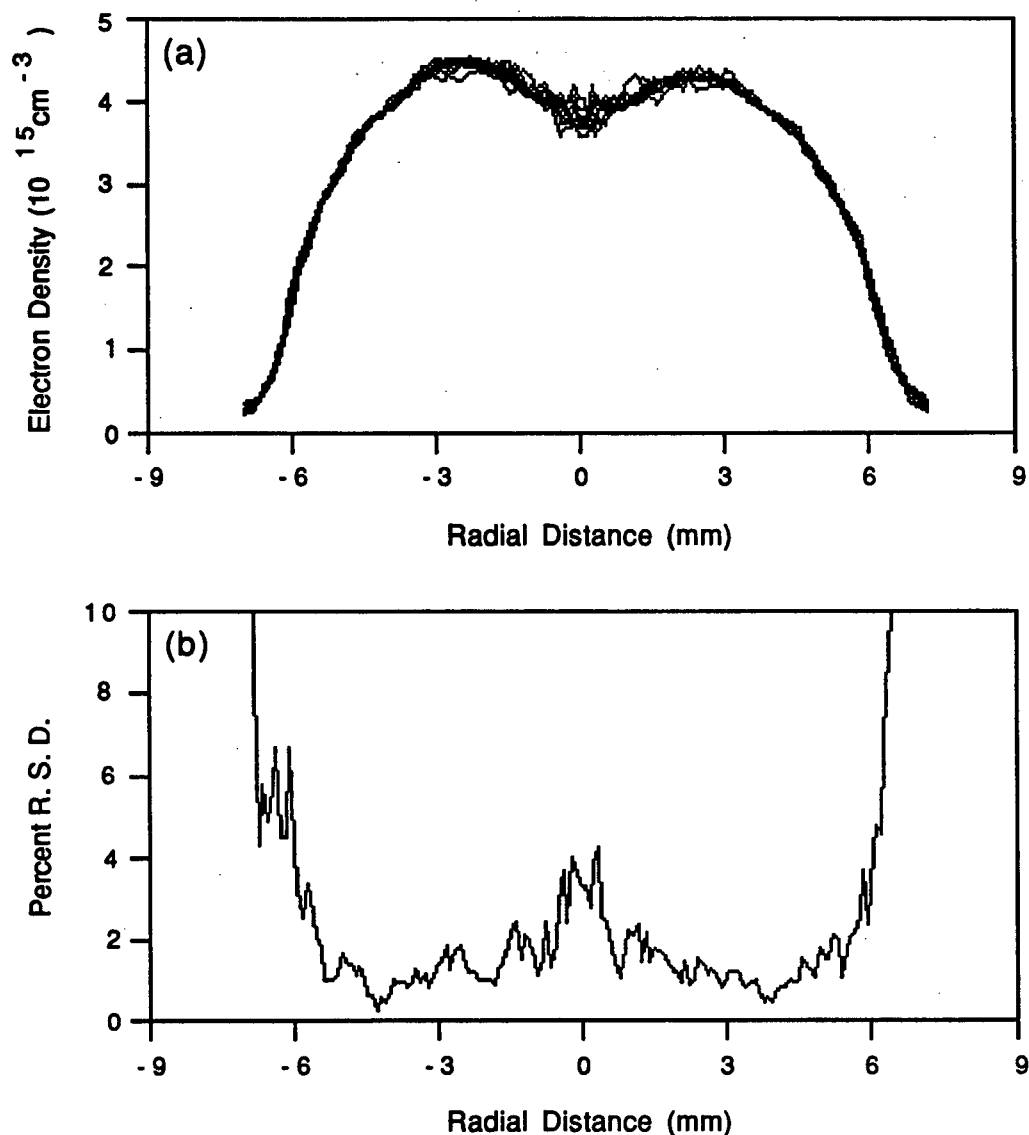 (a)
5
4
3
2
1
0
Electron Density (10 15cm -3)
-9 -6 -3 0 3 6 9
Radial Distance (mm)
(b)
10
8
6
4
2
0
Percent R. S. D.
-9 -6 -3 0 3 6 9
Radial Distance (mm)